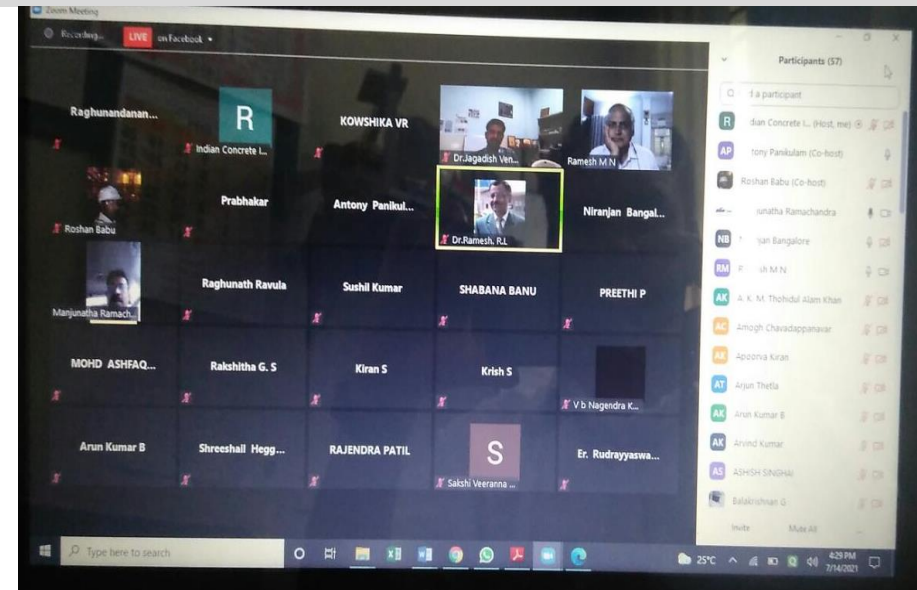 Zoom Meeting
Recording...
LIVE on Facebook
Raghunandanan...
R
Indian Concrete I...
KOWSHIKA VR
Dr.Jagadish Ven...
Ramesh M N
Roshan Babu
Prabhakar
Antony Panikul...
Dr.Ramesh. R.L
Niranjan Bangal...
Manjunatha Ramach...
Raghunath Ravula
Sushil Kumar
SHABANA BANU
PREETHI P
MOHD ASHFAQ...
Rakshitha G. S
Kiran S
Krish S
V b Nagendra K...
Arun Kumar B
Shreeshail Hegg...
RAJENDRA PATIL
S
Sakshi Veeranna ...
Er. Rudrayyaswa...
Participants (57)
d a participant
R dian Concrete I... (Host, me)
AP tony Panikulam (Co-host)
Roshan Babu (Co-host)
junatha Ramachandra
NB jan Bangalore
RM sh M N
AK A. K. M. Thohidul Alam Khan
AC Amogh Chavadappanavar
AK Apoorva Kiran
AT Arjun Thetla
AK Arun Kumar B
AK Arvind Kumar
AS ASHISH SINGHAI
Balakrishnan G
Invite Mute All ...
Type here to search
25°C
4:29 PM
7/14/2021